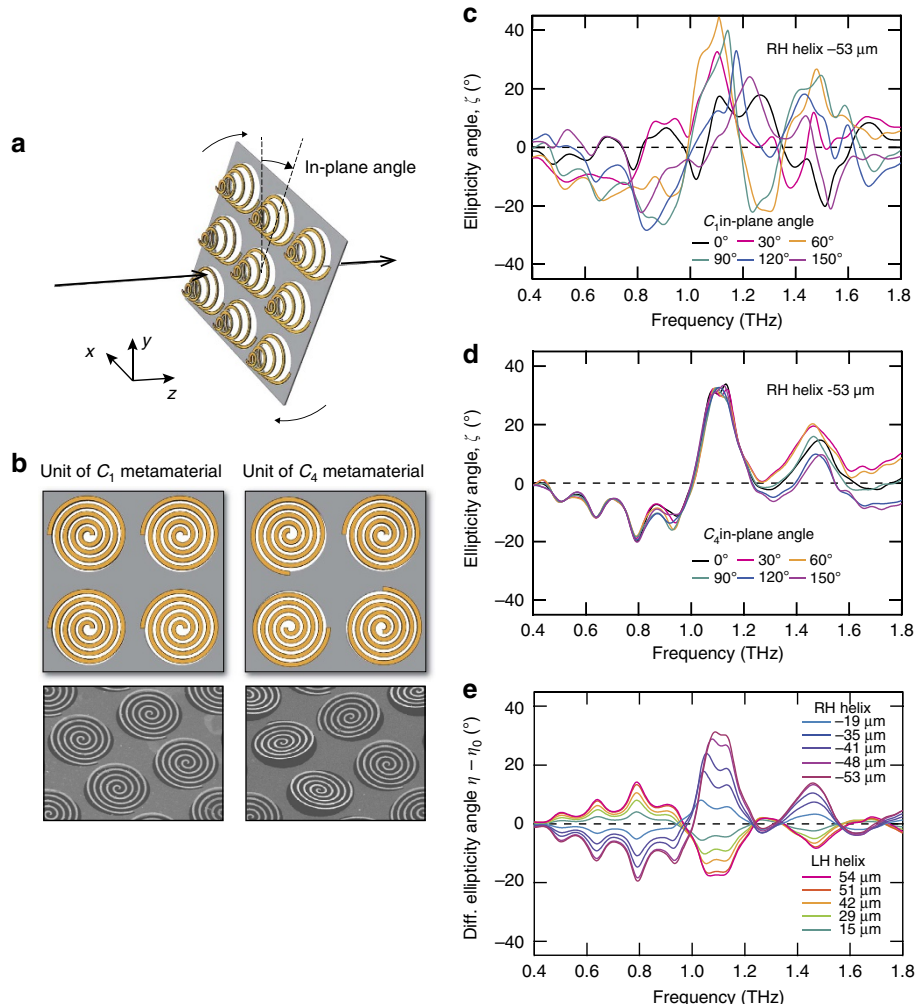 a
In-plane angle
x
y
z
b
Unit of C1 metamaterial
Unit of C4 metamaterial
c
Ellipticity angle, ζ (°)
40
20
0
–20
–40
RH helix –53 μm
C1in-plane angle
0° 30° 60°
90° 120° 150°
0.4 0.6 0.8 1.0 1.2 1.4 1.6 1.8
Frequency (THz)
d
Ellipticity angle, ζ (°)
40
20
0
–20
–40
RH helix -53 μm
C4in-plane angle
0° 30° 60°
90° 120° 150°
0.4 0.6 0.8 1.0 1.2 1.4 1.6 1.8
Frequency (THz)
e
Diff. ellipticity angle η – η0 (°)
40
20
0
–20
–40
RH helix
–19 μm
–35 μm
–41 μm
–48 μm
–53 μm
LH helix
54 μm
51 μm
42 μm
29 μm
15 μm
0.4 0.6 0.8 1.0 1.2 1.4 1.6 1.8
Frequency (THz)